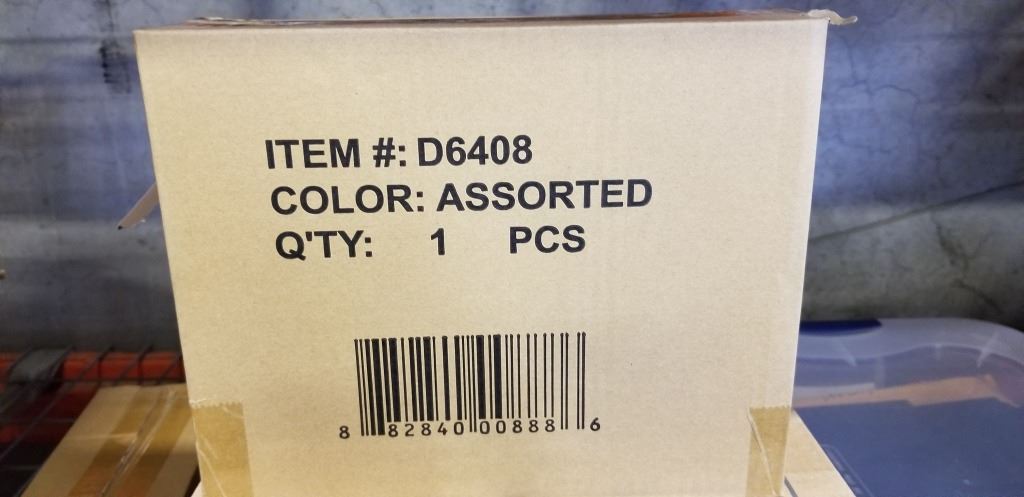 ITEM #: D6408
COLOR: ASSORTED
Q'TY: 1 PCS
8 82840 00888 6